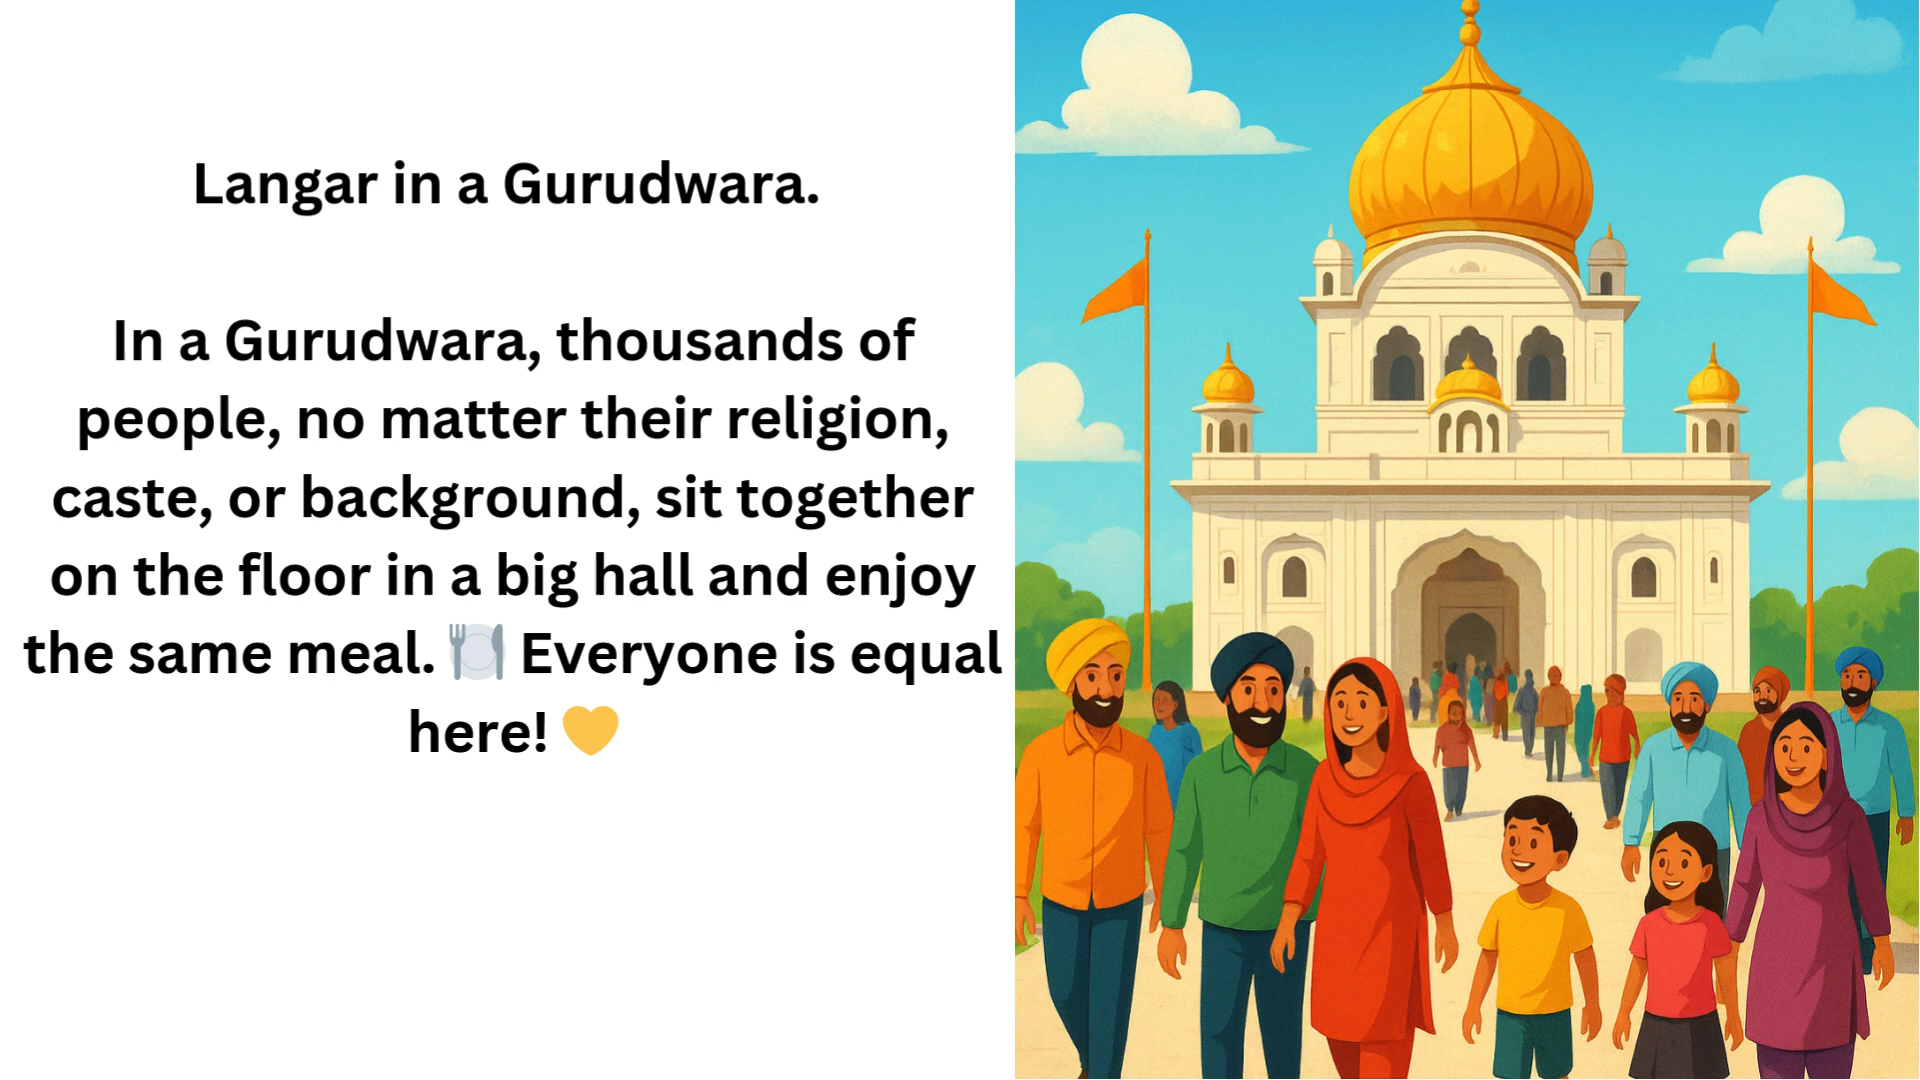 Langar in a Gurudwara.
In a Gurudwara, thousands of
people, no matter their religion,
caste, or background, sit together
on the floor in a big hall and enjoy
the same meal. 🍽️ Everyone is equal
here! 💛